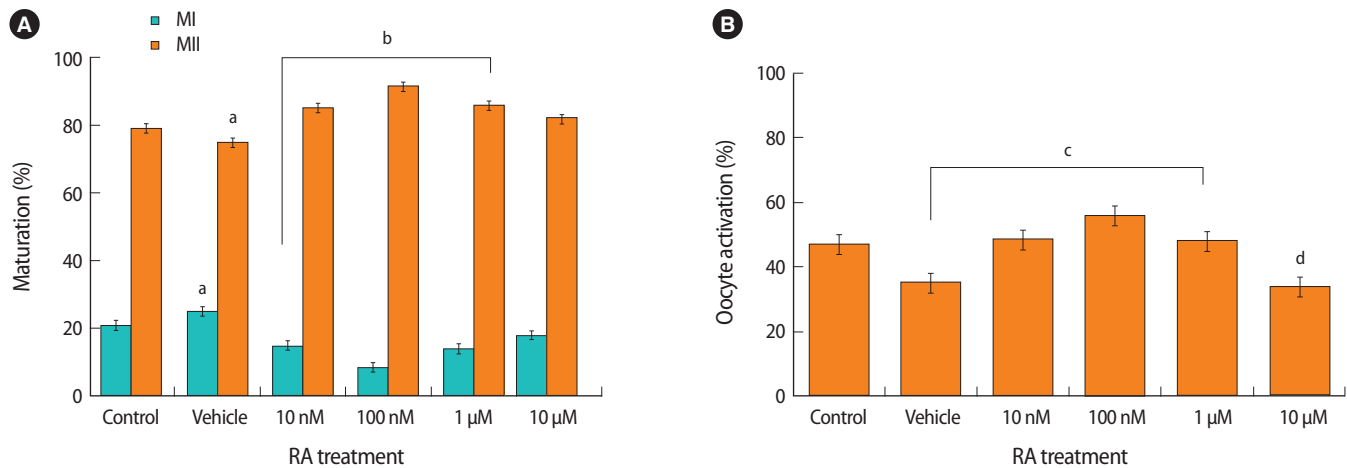 A
MI
MII
b
100
80
60
40
20
0
a
a
Maturation (%)
Control Vehicle 10 nM 100 nM 1 µM 10 µM
RA treatment
B
100
80
60
40
20
0
c
d
Oocyte activation (%)
Control Vehicle 10 nM 100 nM 1 µM 10 µM
RA treatment